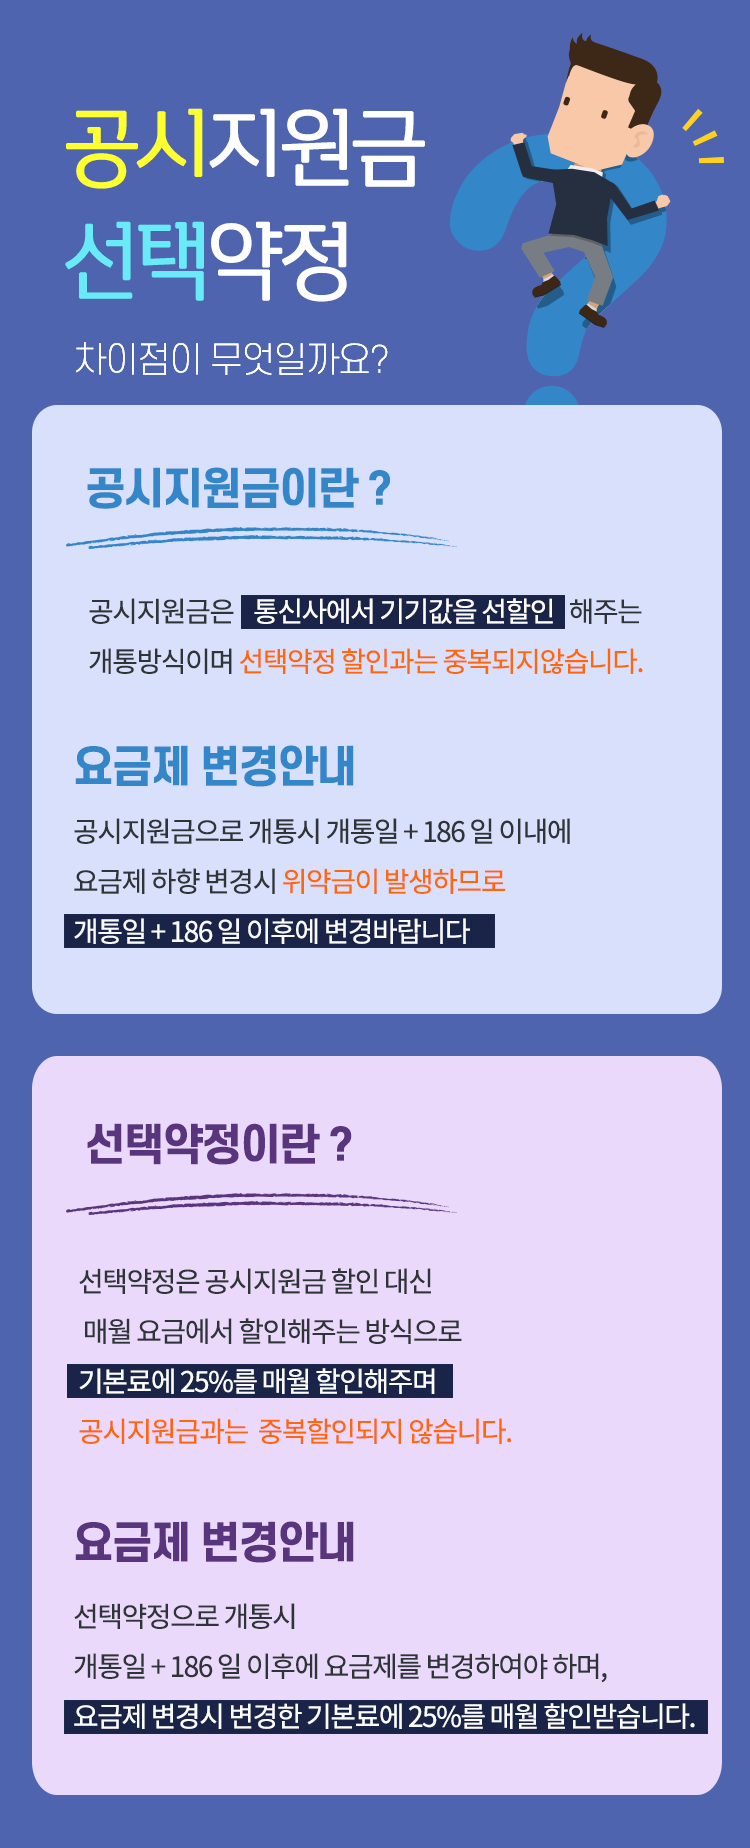 공시지원금
선택약정
차이점이 무엇일까요?
공시지원금이란 ?
공시지원금은 통신사에서 기기값을 선할인 해주는
개통방식이며 선택약정 할인과는 중복되지않습니다.
요금제 변경안내
공시지원금으로 개통시 개통일 + 186 일 이내에
요금제 하향 변경시 위약금이 발생하므로
개통일 + 186 일 이후에 변경바랍니다
선택약정이란 ?
선택약정은 공시지원금 할인 대신
매월 요금에서 할인해주는 방식으로
기본료에 25%를 매월 할인해주며
공시지원금과는 중복할인되지 않습니다.
요금제 변경안내
선택약정으로 개통시
개통일 + 186 일 이후에 요금제를 변경하여야 하며,
요금제 변경시 변경한 기본료에 25%를 매월 할인받습니다.